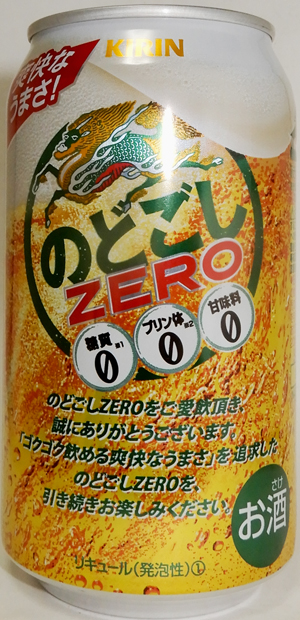 KIRIN
爽快な
うまさ!
のどごし
ZERO
糖質※1
0
プリン体※2
0
甘味料
0
のどごしZEROをご愛飲頂き、
誠にありがとうございます。
「ゴクゴク飲める爽快なうまさ」を追求した
のどごしZEROを、
引き続きお楽しみください。
さけ
お酒
リキュール(発泡性)①